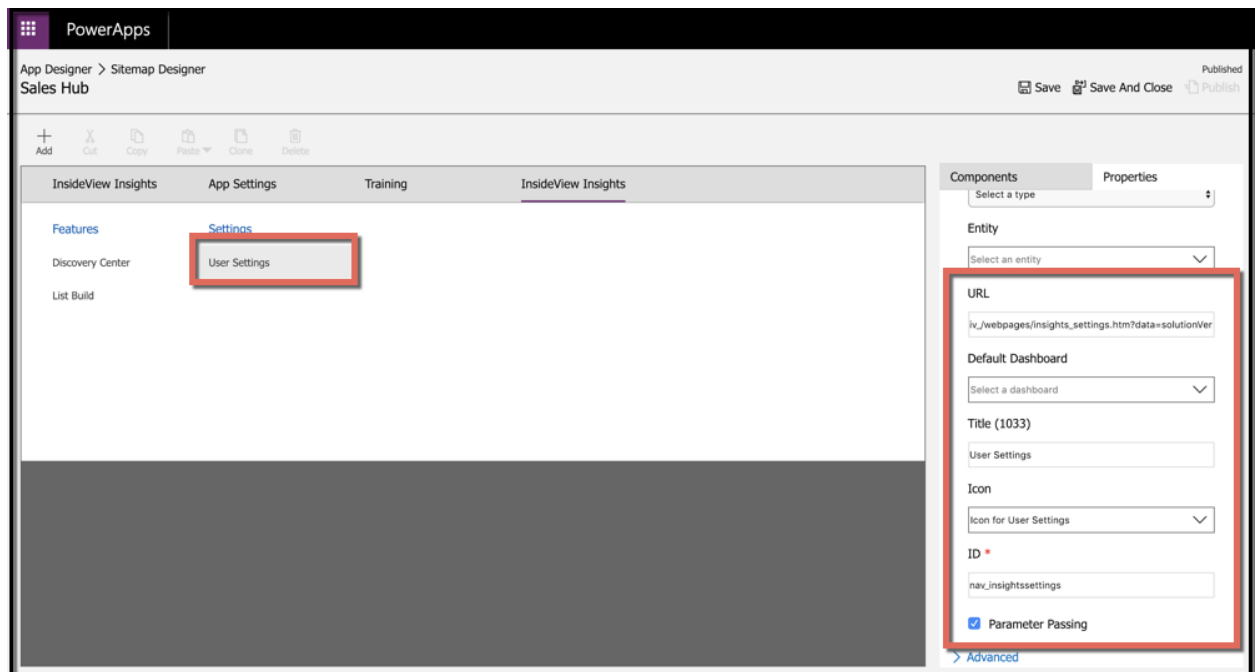 PowerApps
App Designer > Sitemap Designer
Sales Hub
Published
Save Save And Close Publish
Add Cut Copy Paste Clone Delete
InsideView Insights App Settings Training InsideView Insights
Features Settings
Discovery Center User Settings
List Build
Components Properties
Select a type
Entity
Select an entity
URL
iv_/webpages/insights_settings.htm?data=solutionVer
Default Dashboard
Select a dashboard
Title (1033)
User Settings
Icon
Icon for User Settings
ID *
nav_insightssettings
Parameter Passing
> Advanced